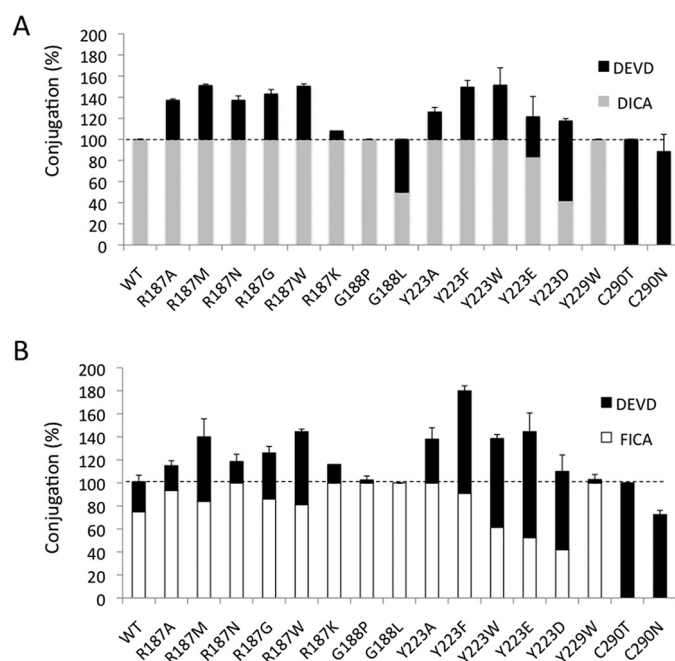 A
Conjugation (%)
200
180
160
140
120
100
80
60
40
20
0
DEVD
DICA
WT R187A R187M R187N R187G R187W R187K G188P G188L Y223A Y223F Y223W Y223E Y223D Y229W C290T C290N
B
Conjugation (%)
200
180
160
140
120
100
80
60
40
20
0
DEVD
FICA
WT R187A R187M R187N R187G R187W R187K G188P G188L Y223A Y223F Y223W Y223E Y223D Y229W C290T C290N